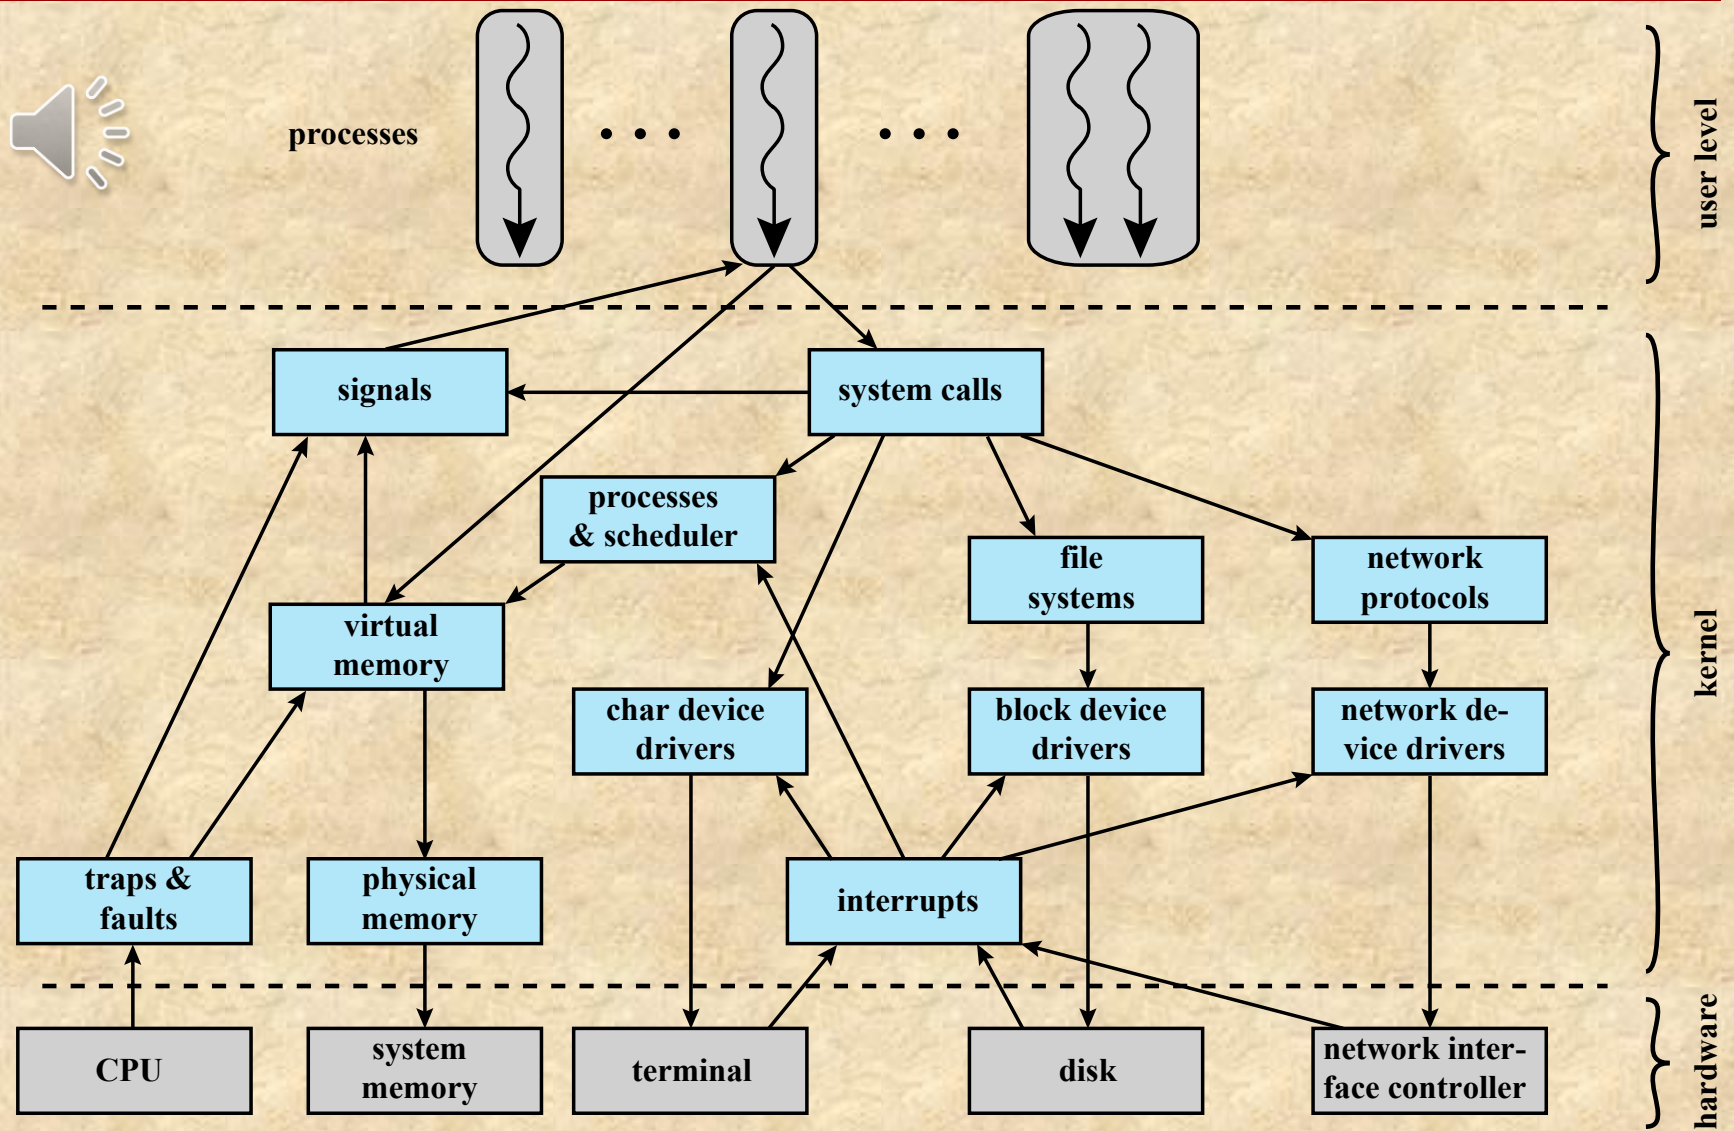 processes
user level
signals
system calls
processes
& scheduler
file
systems
network
protocols
virtual
memory
kernel
char device
drivers
block device
drivers
network de-
vice drivers
traps &
faults
physical
memory
interrupts
CPU
system
memory
terminal
disk
network inter-
face controller
hardware